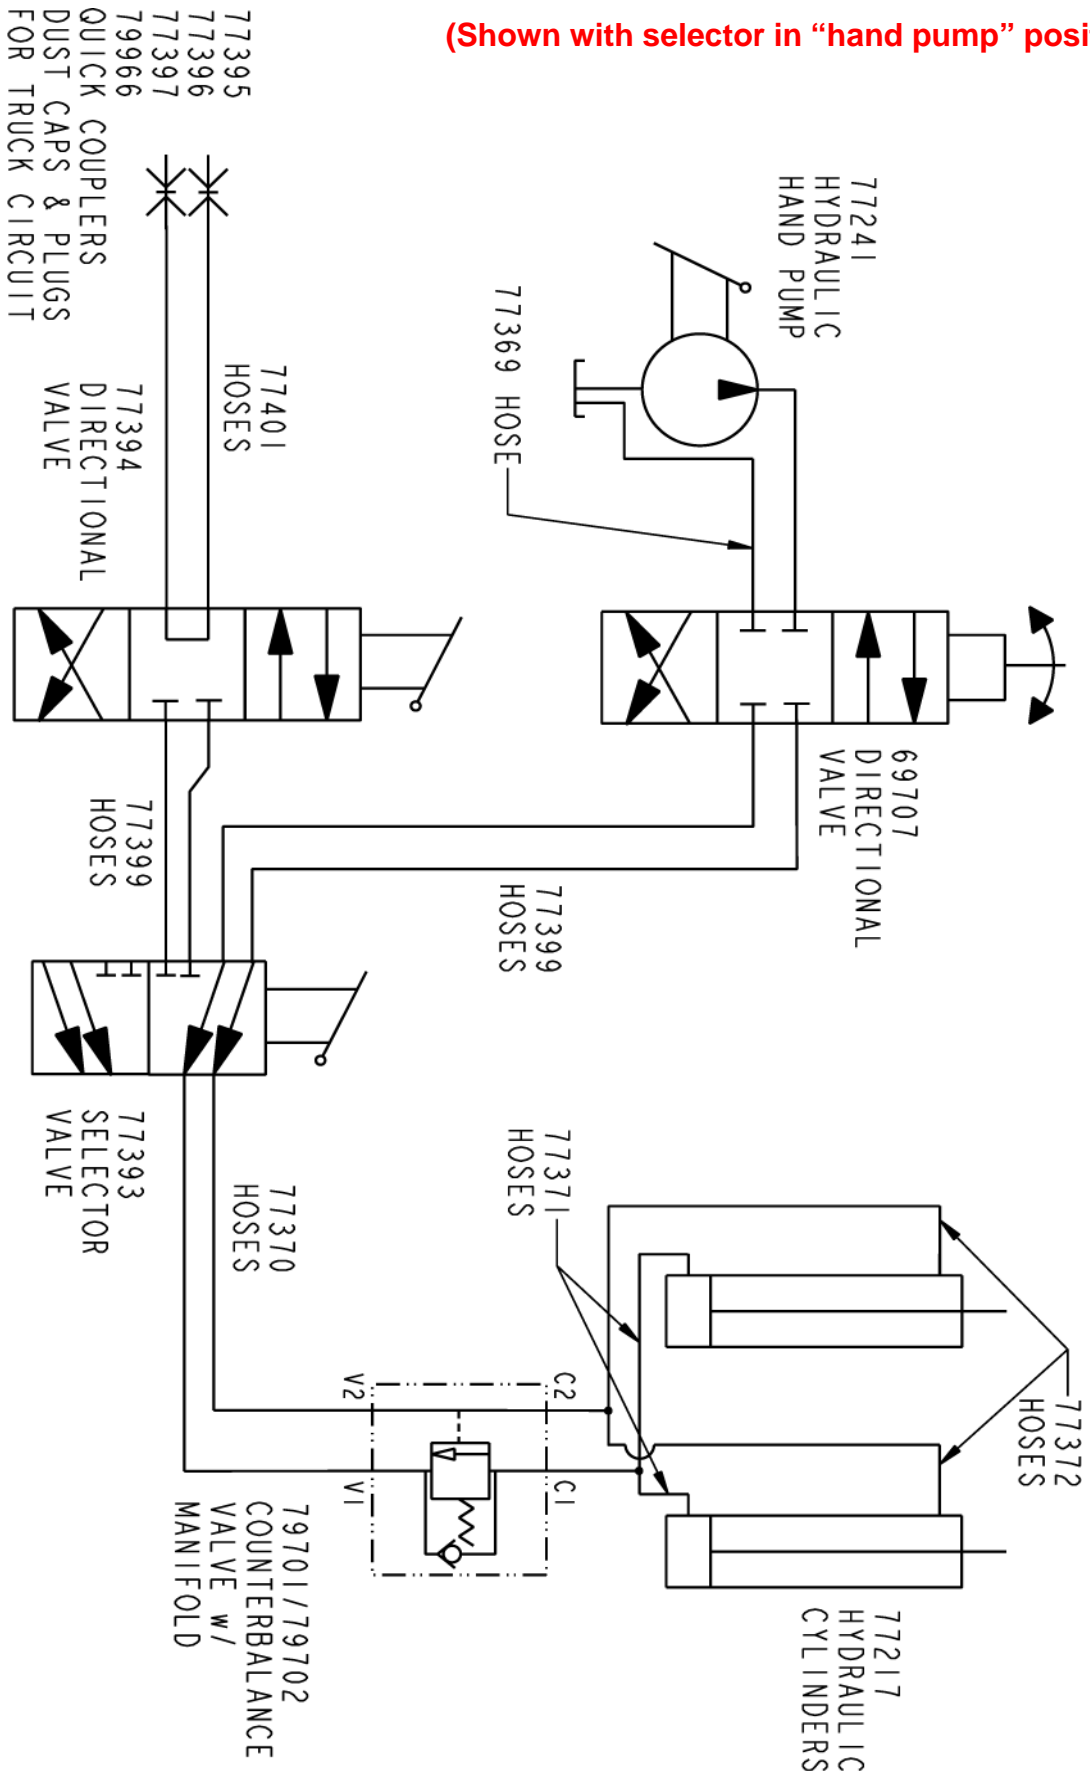 (Shown with selector in “hand pump” posi
77395
77396
77397
79966
QUICK COUPLERS
DUST CAPS & PLUGS
FOR TRUCK CIRCUIT
77241
HYDRAULIC
HAND PUMP
77369 HOSE
77401
HOSES
77394
DIRECTIONAL
VALVE
69707
DIRECTIONAL
VALVE
77399
HOSES
77399
HOSES
77393
SELECTOR
VALVE
77370
HOSES
77371
HOSES
77372
HOSES
V2
C2
V1
C1
79701/79702
COUNTERBALANCE
VALVE W/
MANIFOLD
77217
HYDRAULIC
CYLINDERS